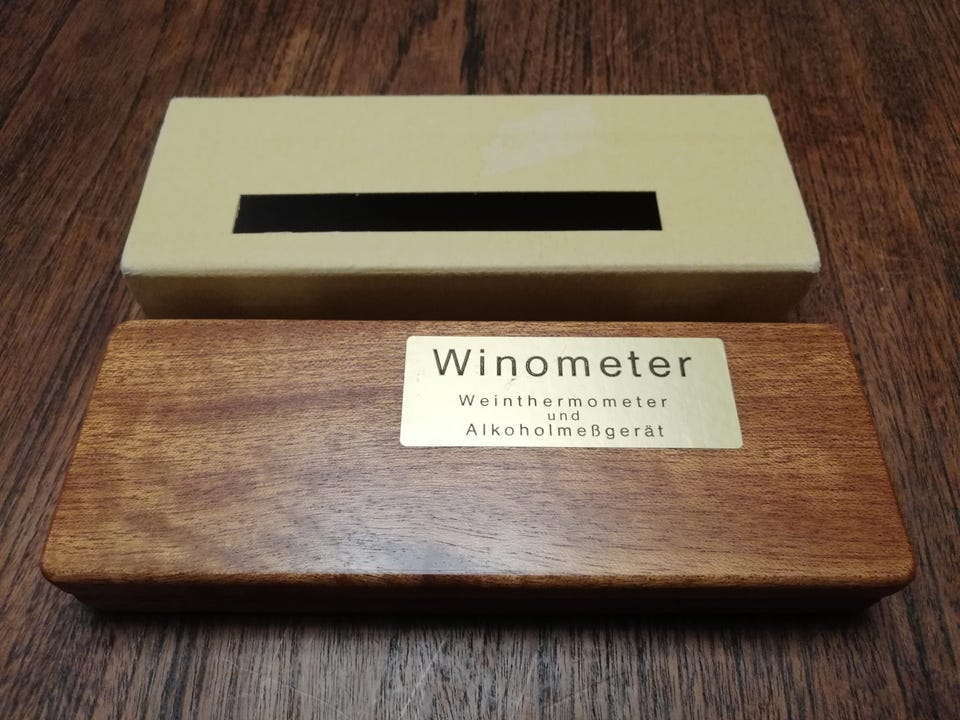 Winometer
Weinthermometer
und
Alkoholmeßgerät